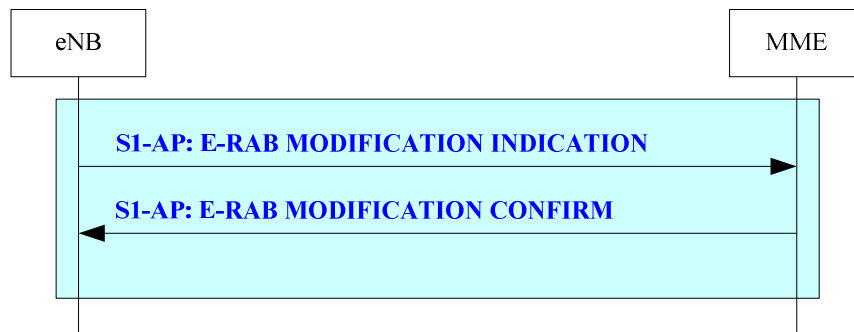 eNB
MME
S1-AP: E-RAB MODIFICATION INDICATION
S1-AP: E-RAB MODIFICATION CONFIRM